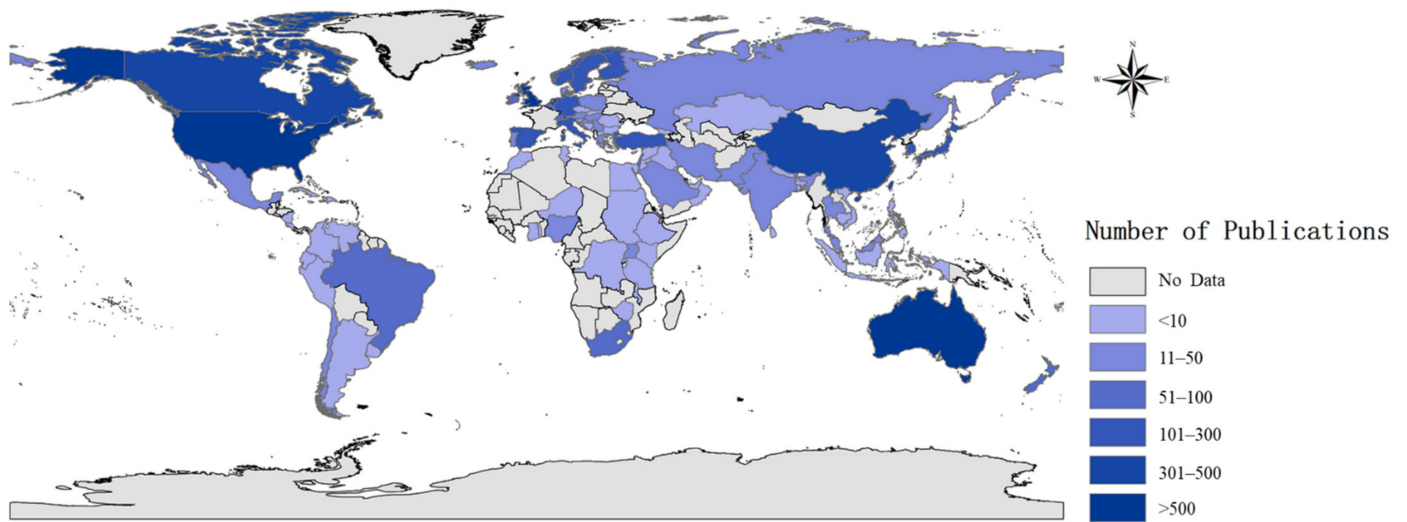 N
W E
S
Number of Publications
No Data
<10
11–50
51–100
101–300
301–500
>500